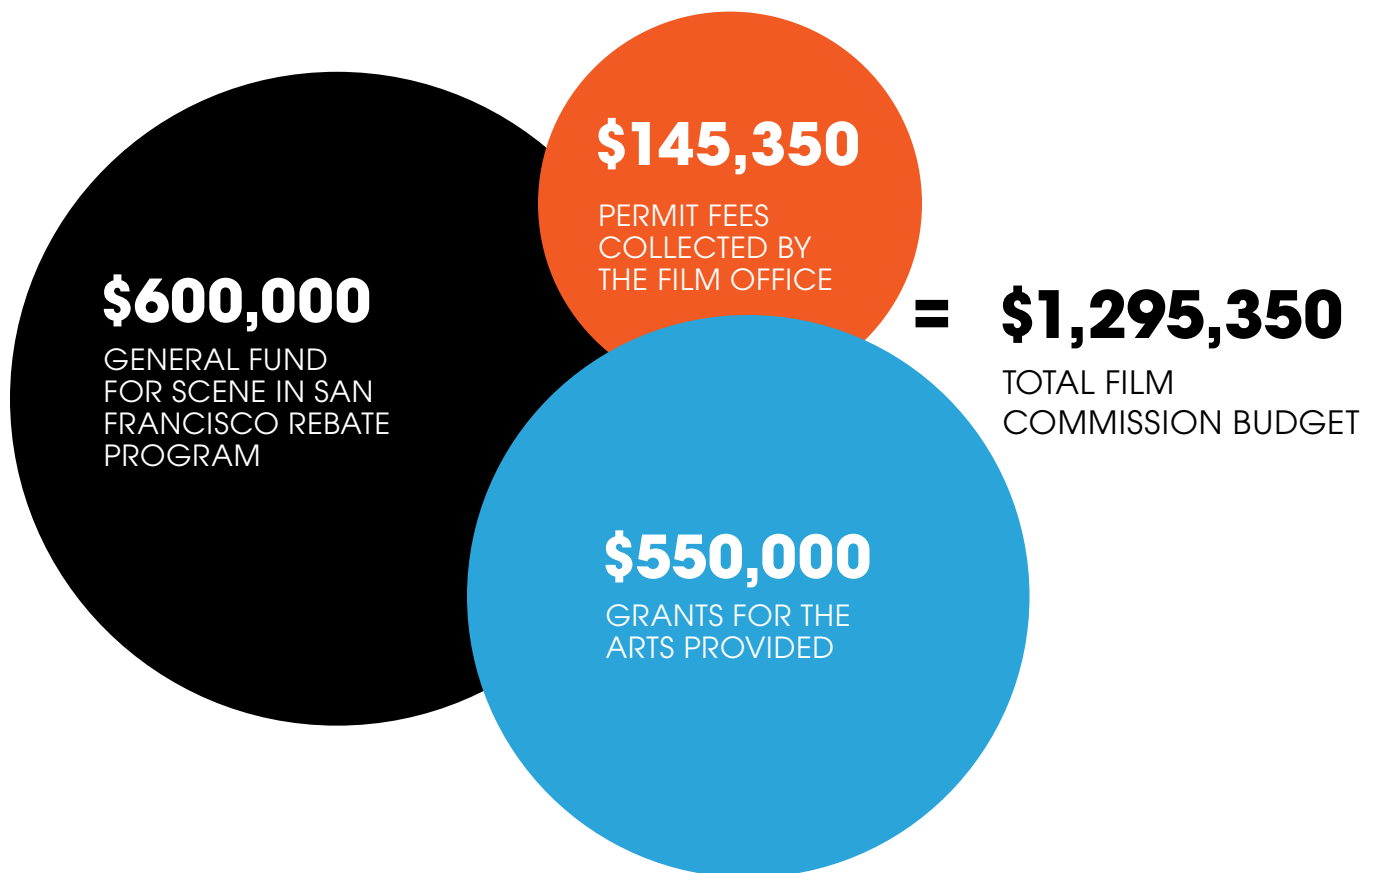 $600,000
GENERAL FUND
FOR SCENE IN SAN
FRANCISCO REBATE
PROGRAM
$145,350
PERMIT FEES
COLLECTED BY
THE FILM OFFICE
$550,000
GRANTS FOR THE
ARTS PROVIDED
= $1,295,350
TOTAL FILM
COMMISSION BUDGET